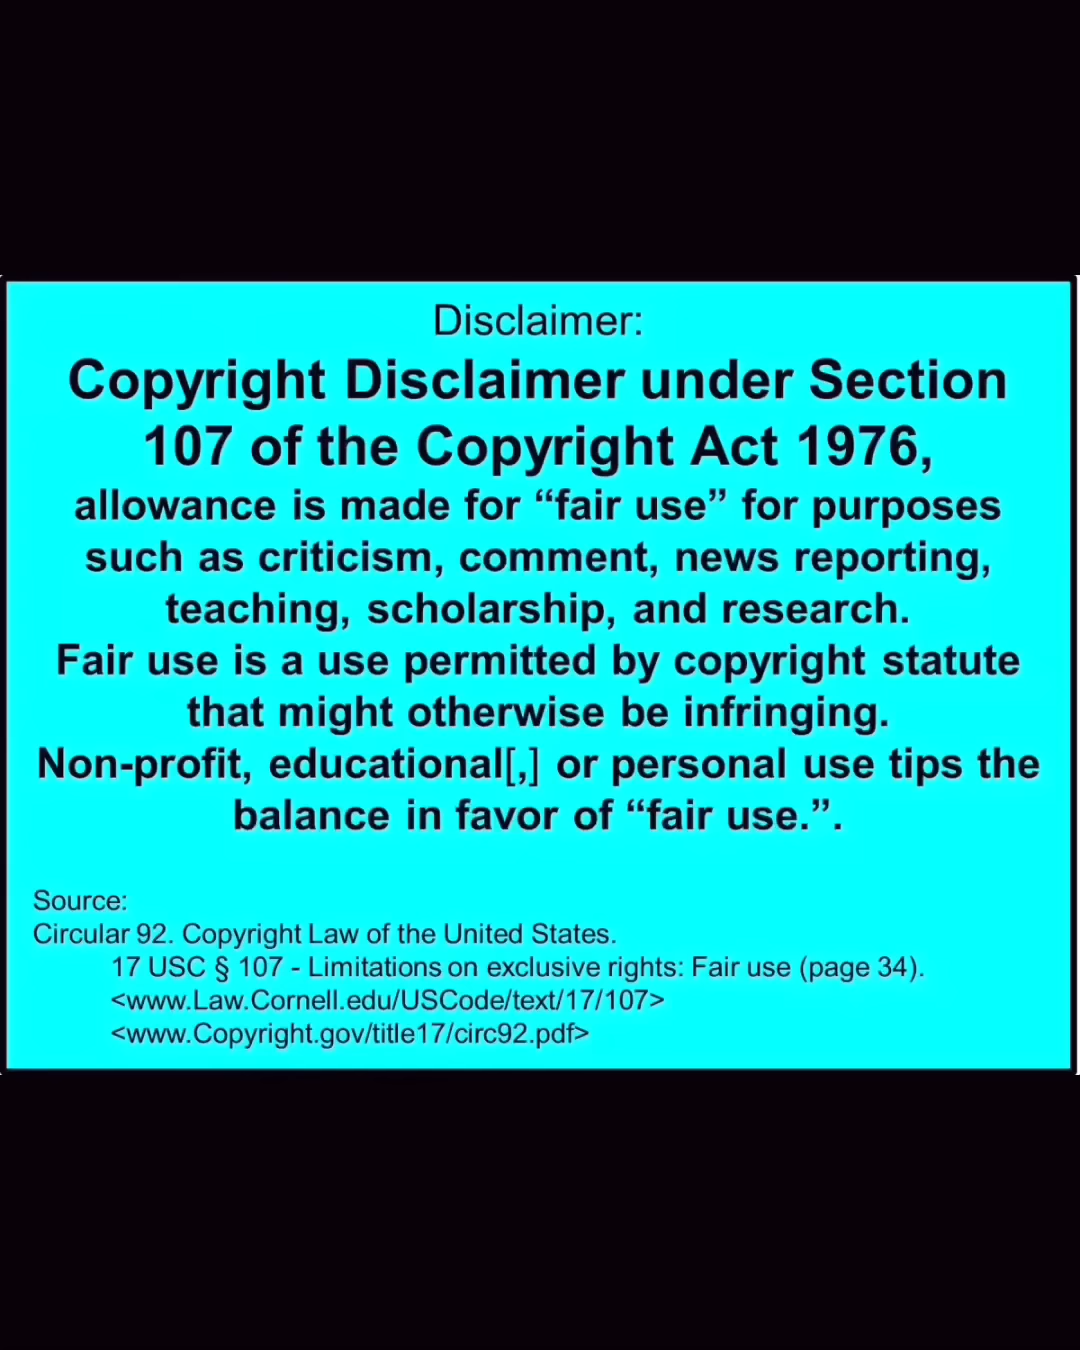 Disclaimer:
Copyright Disclaimer under Section
107 of the Copyright Act 1976,
allowance is made for “fair use” for purposes
such as criticism, comment, news reporting,
teaching, scholarship, and research.
Fair use is a use permitted by copyright statute
that might otherwise be infringing.
Non-profit, educational[,] or personal use tips the
balance in favor of “fair use.”.
Source:
Circular 92. Copyright Law of the United States.
17 USC § 107 - Limitations on exclusive rights: Fair use (page 34).
<www.Law.Cornell.edu/USCode/text/17/107>
<www.Copyright.gov/title17/circ92.pdf>